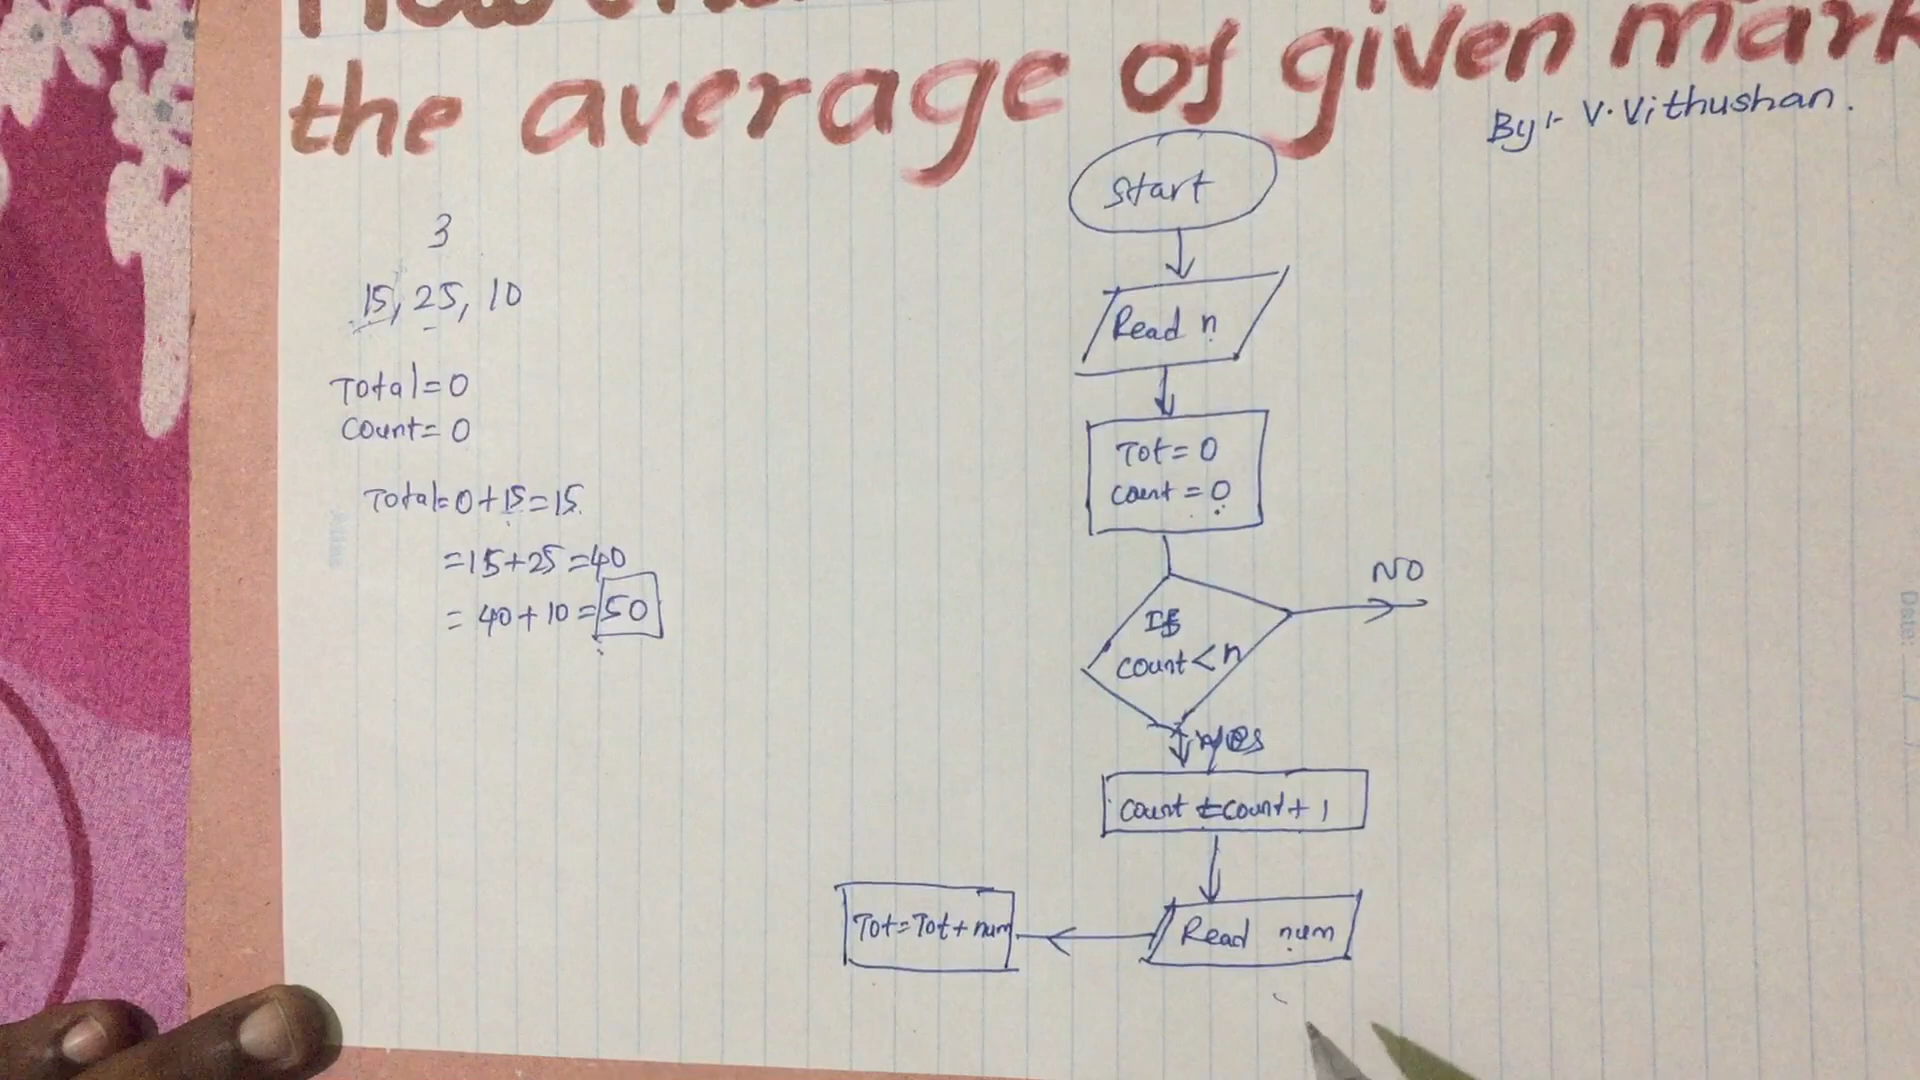 the average of given mark
By:- V.Vithushan.
3
15, 25, 10
Total=0
Count=0
Total=0+15=15
=15+25=40
=40+10=50
Start
Read n
Tot=0
count=0
If
count<n
NO
yes
count=count+1
Read num
Tot=Tot+num
Date: